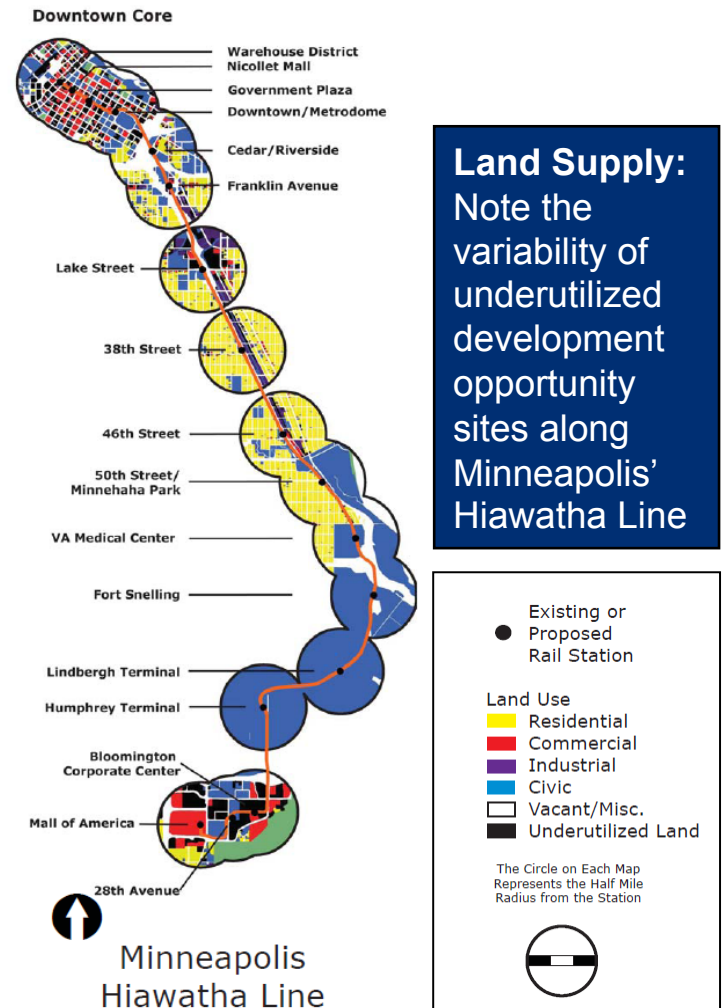 Downtown Core
Warehouse District
Nicollet Mall
Government Plaza
Downtown/Metrodome
Cedar/Riverside
Franklin Avenue
Lake Street
38th Street
46th Street
50th Street/
Minnehaha Park
VA Medical Center
Fort Snelling
Lindbergh Terminal
Humphrey Terminal
Bloomington
Corporate Center
Mall of America
28th Avenue
Minneapolis
Hiawatha Line
Land Supply:
Note the
variability of
underutilized
development
opportunity
sites along
Minneapolis’
Hiawatha Line
Existing or
Proposed
Rail Station
Land Use
Residential
Commercial
Industrial
Civic
Vacant/Misc.
Underutilized Land
The Circle on Each Map
Represents the Half Mile
Radius from the Station